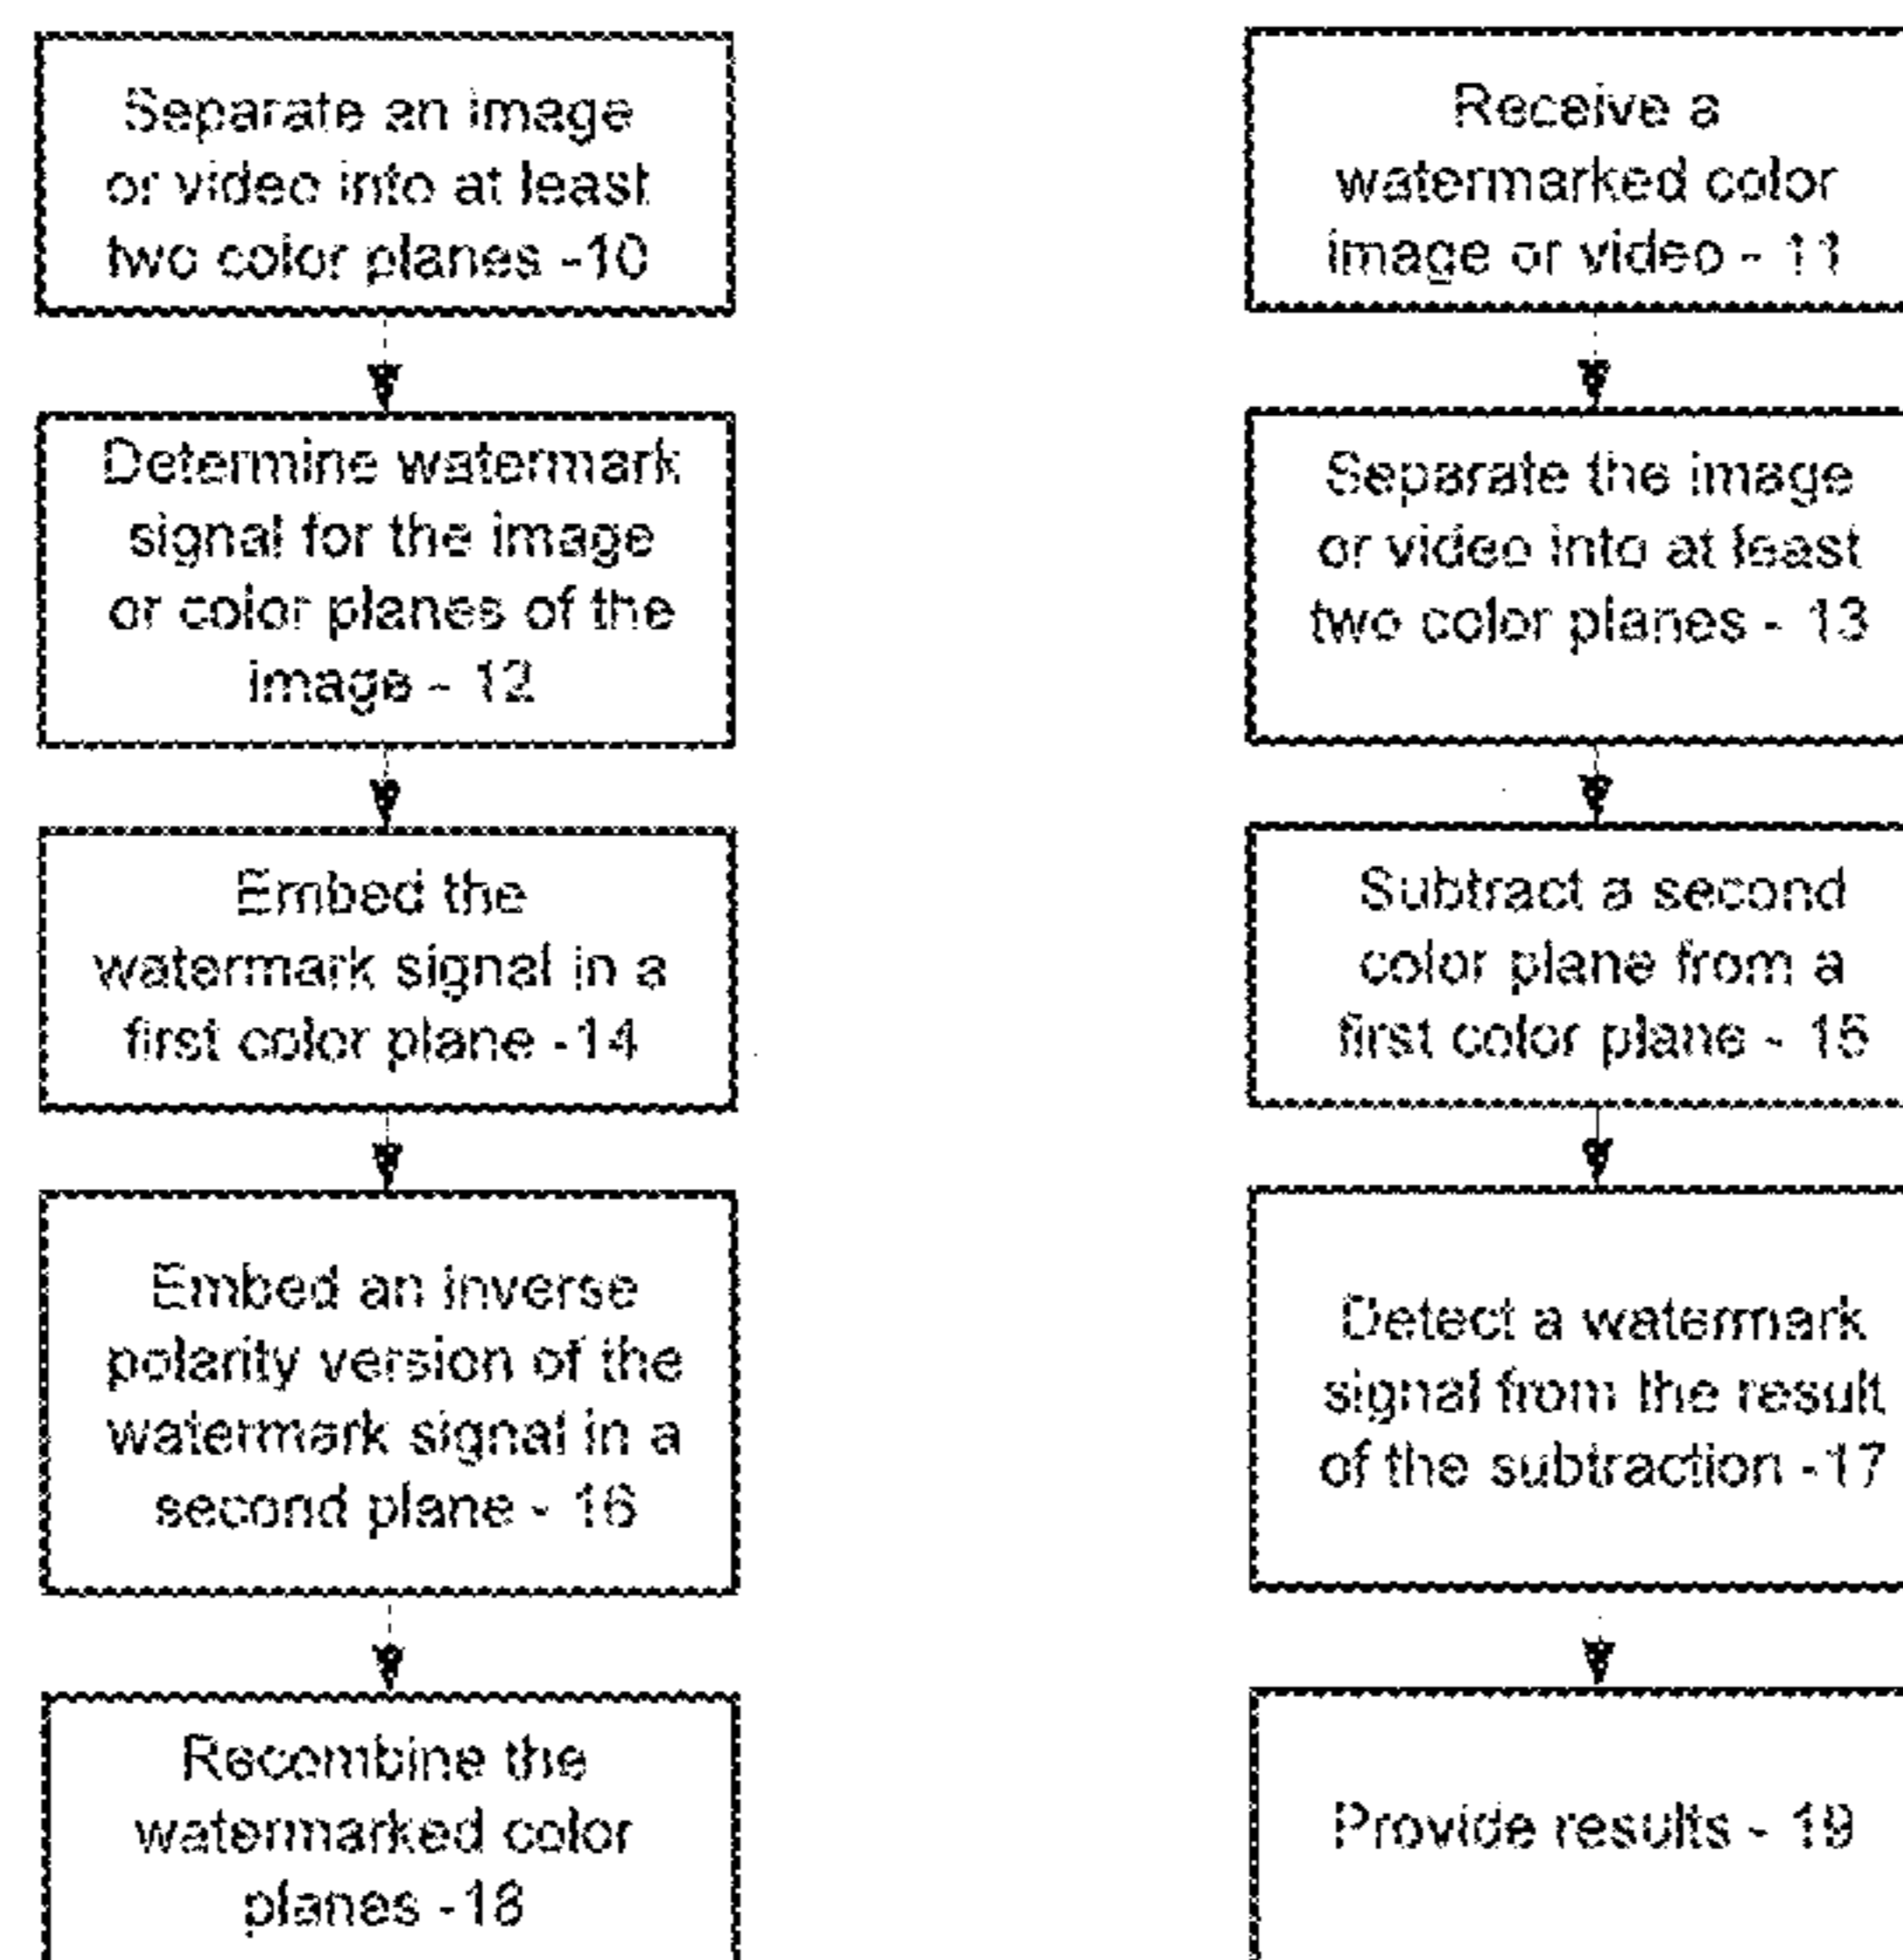 Separate an image
or video into at least
two color planes -10
Determine watermark
signal for the image
or color planes of the
image - 12
Embed the
watermark signal in a
first color plane -14
Embed an inverse
polarity version of the
watermark signal in a
second plane - 16
Recombine the
watermarked color
planes -18
Receive a
watermarked color
image or video - 11
Separate the image
or video into at least
two color planes - 13
Subtract a second
color plane from a
first color plane - 15
Detect a watermark
signal from the result
of the subtraction -17
Provide results - 19